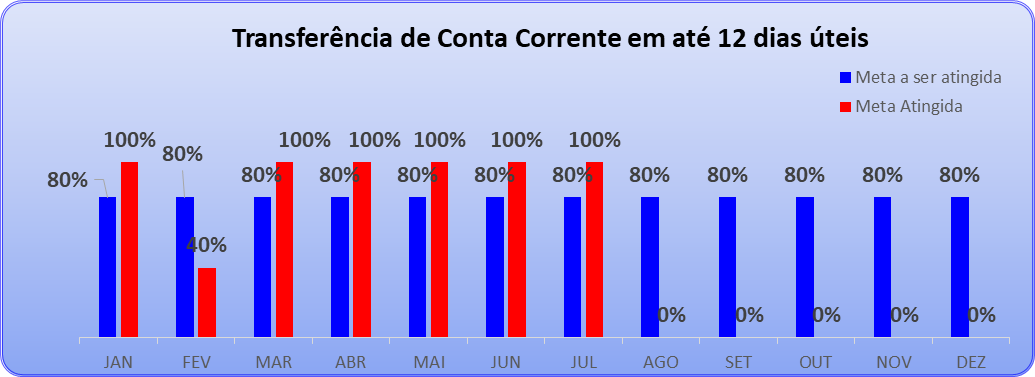 Transferência de Conta Corrente em até 12 dias úteis
Meta a ser atingida
Meta Atingida
100% 100% 100% 100% 100% 100%
80%
80% 80% 80% 80% 80% 80% 80% 80% 80% 80% 80%
40%
0% 0% 0% 0% 0%
JAN FEV MAR ABR MAI JUN JUL AGO SET OUT NOV DEZ